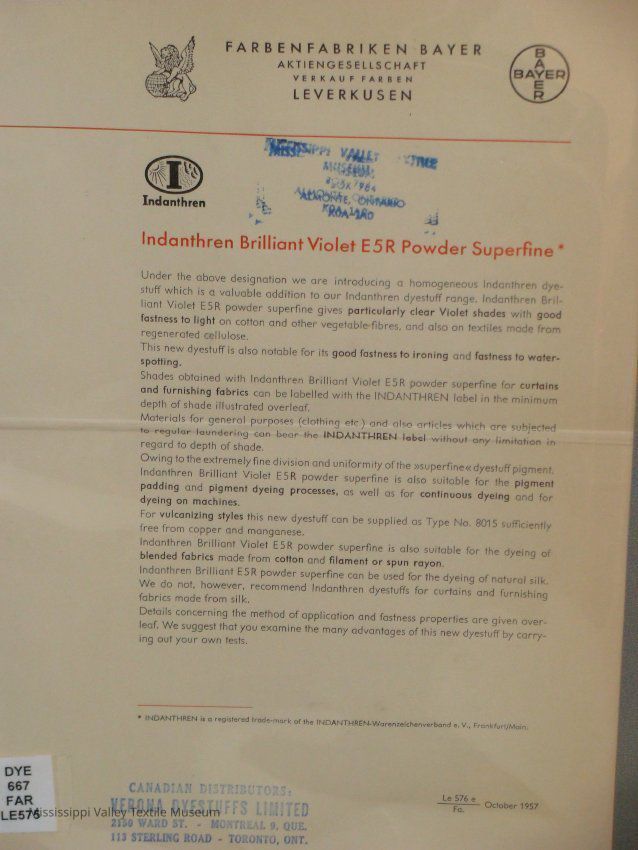 FARBENFABRIKEN BAYER
AKTIENGESELLSCHAFT
VERKAUF FARBEN
LEVERKUSEN
BAYER
BAYER
I
Indanthren
MISSISSIPPI VALLEY TEXTILE
MUSEUM
ALMONTE, ONTARIO
K0A 1A0
Indanthren Brilliant Violet E5R Powder Superfine *
Under the above designation we are introducing a homogeneous Indanthren dye-
stuff which is a valuable addition to our Indanthren dyestuff range. Indanthren Bril-
liant Violet E5R powder superfine gives particularly clear Violet shades with good
fastness to light on cotton and other vegetable fibres, and also on textiles made from
regenerated cellulose.
This new dyestuff is also notable for its good fastness to ironing and fastness to water-
spotting.
Shades obtained with Indanthren Brilliant Violet E5R powder superfine for curtains
and furnishing fabrics can be labelled with the INDANTHREN label in the minimum
depth of shade illustrated overleaf.
Materials for general purposes (clothing etc.) and also articles which are subjected
to regular laundering can bear the INDANTHREN label without any limitation in
regard to depth of shade.
Owing to the extremely fine division and uniformity of the »superfine« dyestuff pigment,
Indanthren Brilliant Violet E5R powder superfine is also suitable for the pigment
padding and pigment dyeing processes, as well as for continuous dyeing and for
dyeing on machines.
For vulcanizing styles this new dyestuff can be supplied as Type No. 8015 sufficiently
free from copper and manganese.
Indanthren Brilliant Violet E5R powder superfine is also suitable for the dyeing of
blended fabrics made from cotton and filament or spun rayon.
Indanthren Brilliant E5R powder superfine can be used for the dyeing of natural silk.
We do not, however, recommend Indanthren dyestuffs for curtains and furnishing
fabrics made from silk.
Details concerning the method of application and fastness properties are given over-
leaf. We suggest that you examine the many advantages of this new dyestuff by carry-
ing out your own tests.
* INDANTHREN is a registered trade-mark of the INDANTHREN-Warenzeichenverband e. V., Frankfurt/Main.
DYE
667
FAR
LE576
Mississippi Valley Textile Museum
CANADIAN DISTRIBUTORS:
VERONA DYESTUFFS LIMITED
2150 WARD ST. - MONTREAL 9, QUE.
113 STERLING ROAD - TORONTO, ONT.
Le 576 e
Fa.
October 1957